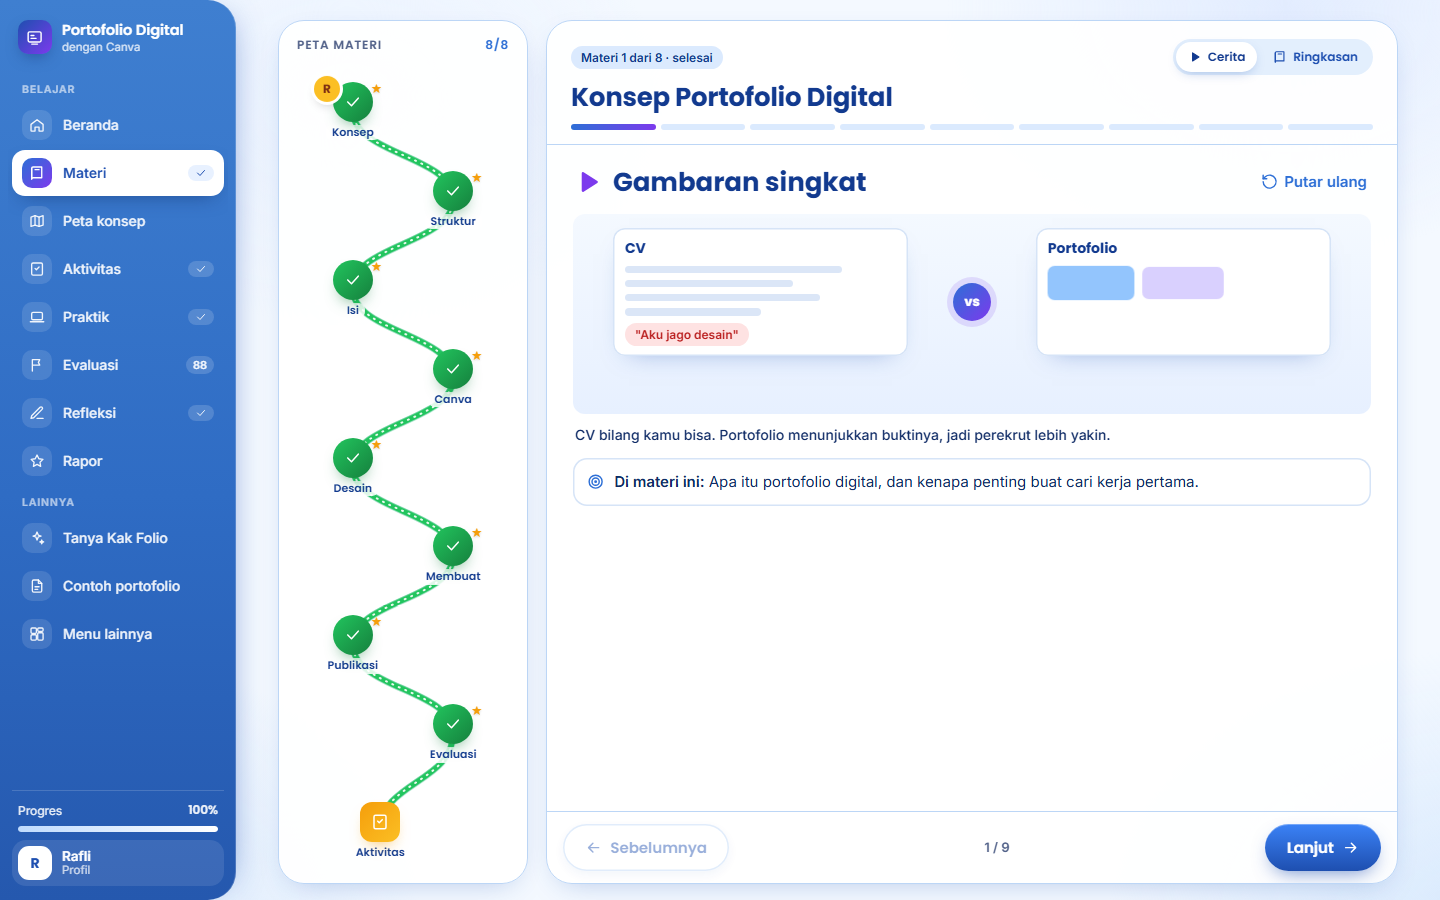 Portofolio Digital
dengan Canva
BELAJAR
Beranda
Materi
Peta konsep
Aktivitas
Praktik
Evaluasi
88
Refleksi
Rapor
LAINNYA
Tanya Kak Folio
Contoh portofolio
Menu lainnya
Progres
100%
R
Rafli
Profil
PETA MATERI
8/8
R
Konsep
Struktur
Isi
Canva
Desain
Membuat
Publikasi
Evaluasi
Aktivitas
Materi 1 dari 8 · selesai
Cerita
Ringkasan
Konsep Portofolio Digital
Gambaran singkat
Putar ulang
CV
"Aku jago desain"
vs
Portofolio
CV bilang kamu bisa. Portofolio menunjukkan buktinya, jadi perekrut lebih yakin.
Di materi ini: Apa itu portofolio digital, dan kenapa penting buat cari kerja pertama.
Sebelumnya
1 / 9
Lanjut